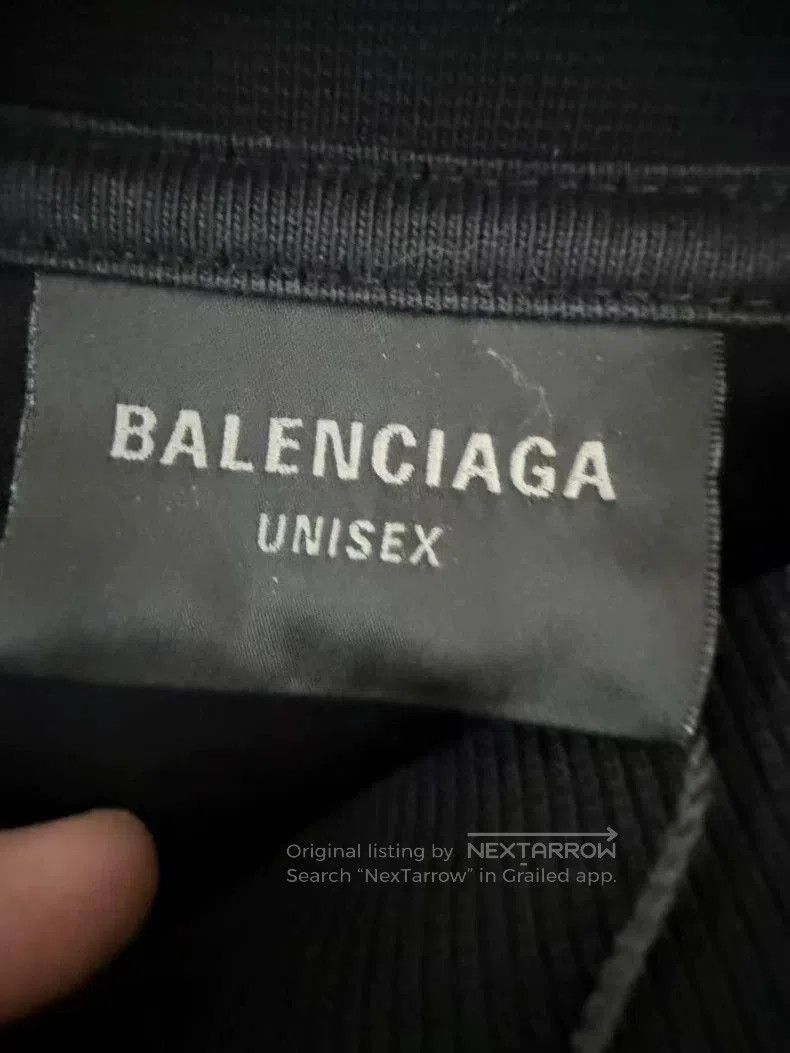 BALENCIAGA
UNISEX
Original listing by NEXTARROW
Search “NexTarrow” in Grailed app.